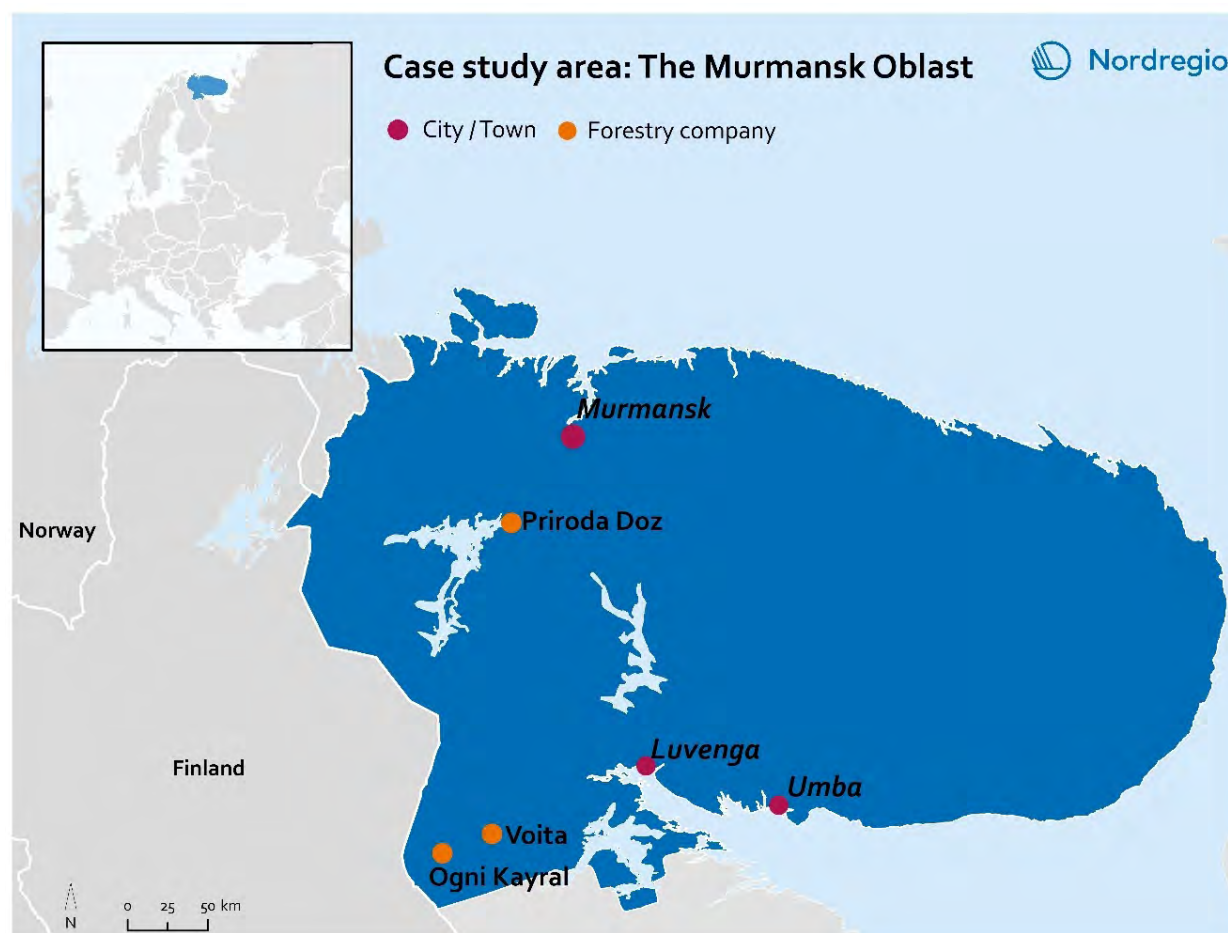 Case study area: The Murmansk Oblast
Nordregio
City / Town
Forestry company
Murmansk
Priroda Doz
Norway
Luvenga
Umba
Finland
Voita
Ogni Kayral
N
0 25 50 km